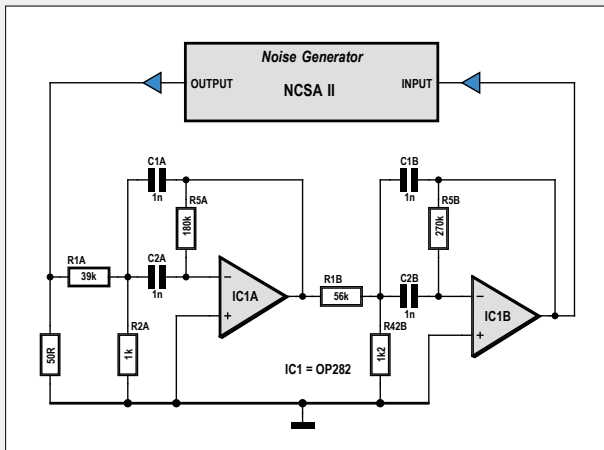 Noise Generator
OUTPUT
NCSA II
INPUT
C1A
1n
C1B
1n
R5A
180k
R5B
270k
R1A
39k
C2A
1n
−
+
IC1A
R1B
56k
C2B
1n
−
+
IC1B
50R
R2A
1k
R42B
1k2
IC1 = OP282